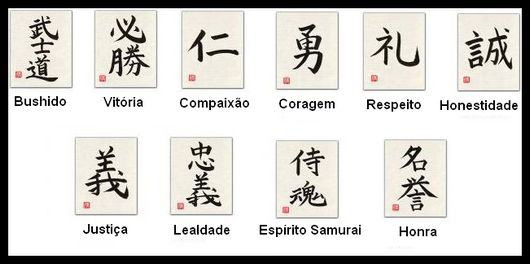 武士道
必勝
仁
勇
礼
誠
Bushido
Vitória
Compaixão
Coragem
Respeito
Honestidade
義
忠義
侍魂
名誉
Justiça
Lealdade
Espírito Samurai
Honra